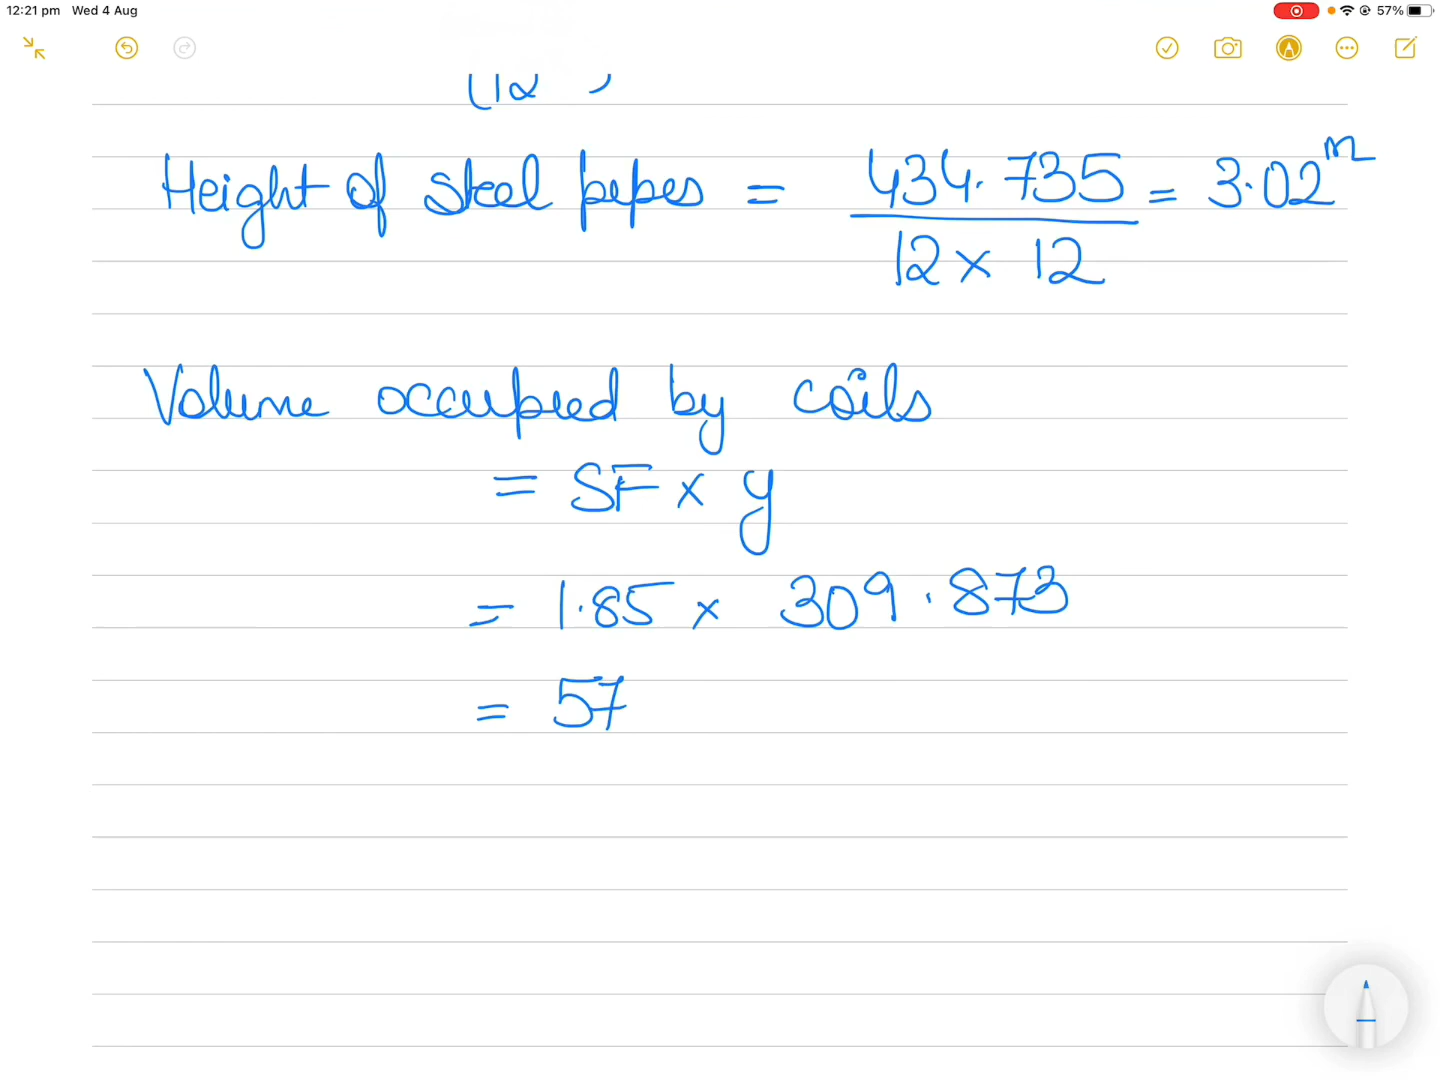 12:21 pm Wed 4 Aug 57%
Height of steel pipes = 434.735 = 3.02 m
12 x 12
Volume occupied by coils
= SF x y
= 1.85 x 309.873
= 57